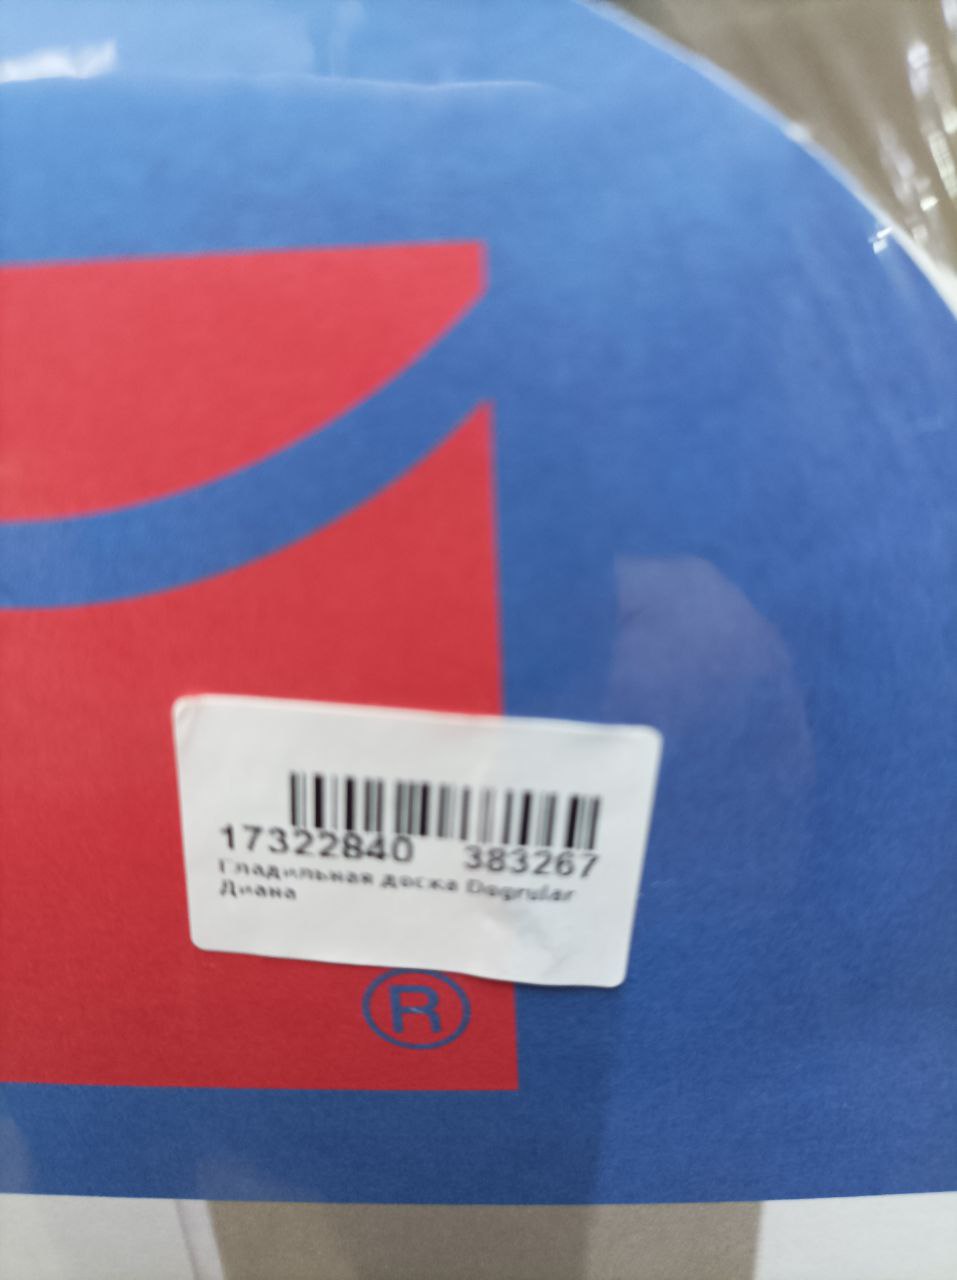 17322840 383267
Гладильная доска Dogrular
Диана
®